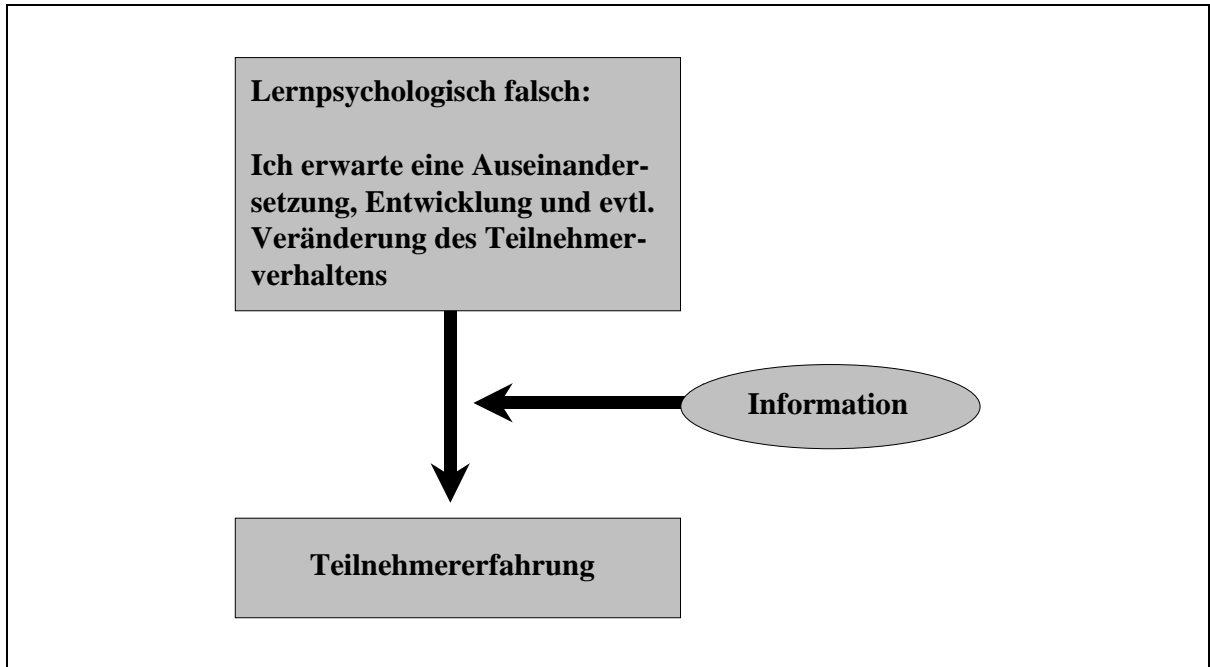 Lernpsychologisch falsch:
Ich erwarte eine Auseinander-
setzung, Entwicklung und evtl.
Veränderung des Teilnehmer-
verhaltens
Information
Teilnehmererfahrung